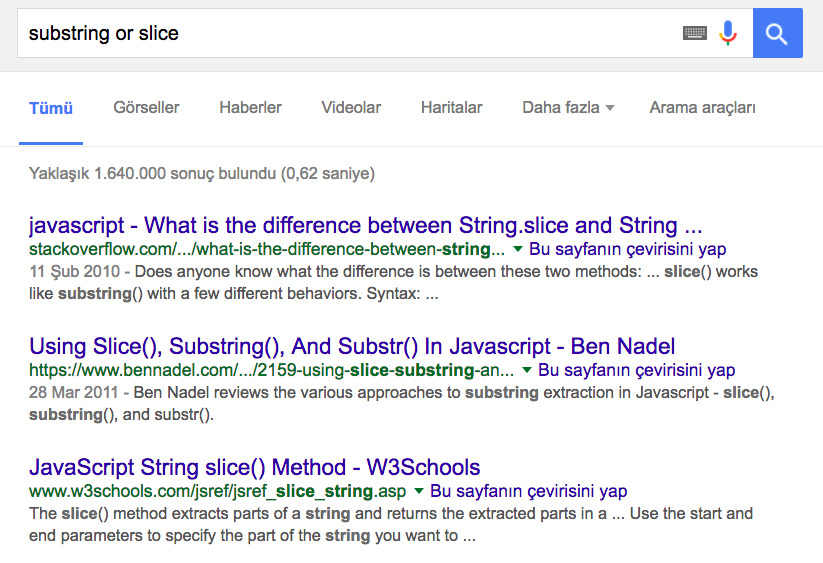 substring or slice
Tümü Görseller Haberler Videolar Haritalar Daha fazla Arama araçları
Yaklaşık 1.640.000 sonuç bulundu (0,62 saniye)
javascript - What is the difference between String.slice and String ...
stackoverflow.com/.../what-is-the-difference-between-string... Bu sayfanın çevirisini yap
11 Şub 2010 - Does anyone know what the difference is between these two methods: ... slice() works
like substring() with a few different behaviors. Syntax: ...
Using Slice(), Substring(), And Substr() In Javascript - Ben Nadel
https://www.bennadel.com/.../2159-using-slice-substring-an... Bu sayfanın çevirisini yap
28 Mar 2011 - Ben Nadel reviews the various approaches to substring extraction in Javascript - slice(),
substring(), and substr().
JavaScript String slice() Method - W3Schools
www.w3schools.com/jsref/jsref_slice_string.asp Bu sayfanın çevirisini yap
The slice() method extracts parts of a string and returns the extracted parts in a ... Use the start and
end parameters to specify the part of the string you want to ...